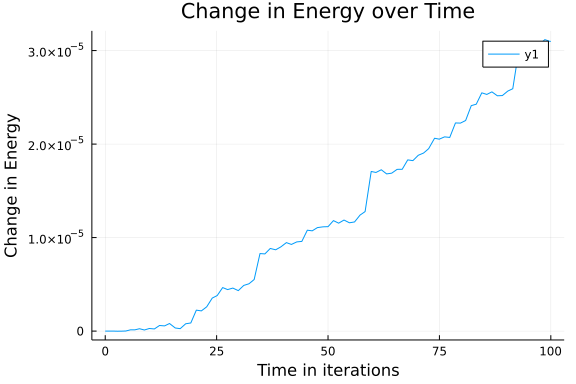 Change in Energy over Time
y1
Change in Energy
3.0×10⁻⁵
2.0×10⁻⁵
1.0×10⁻⁵
0
0 25 50 75 100
Time in iterations